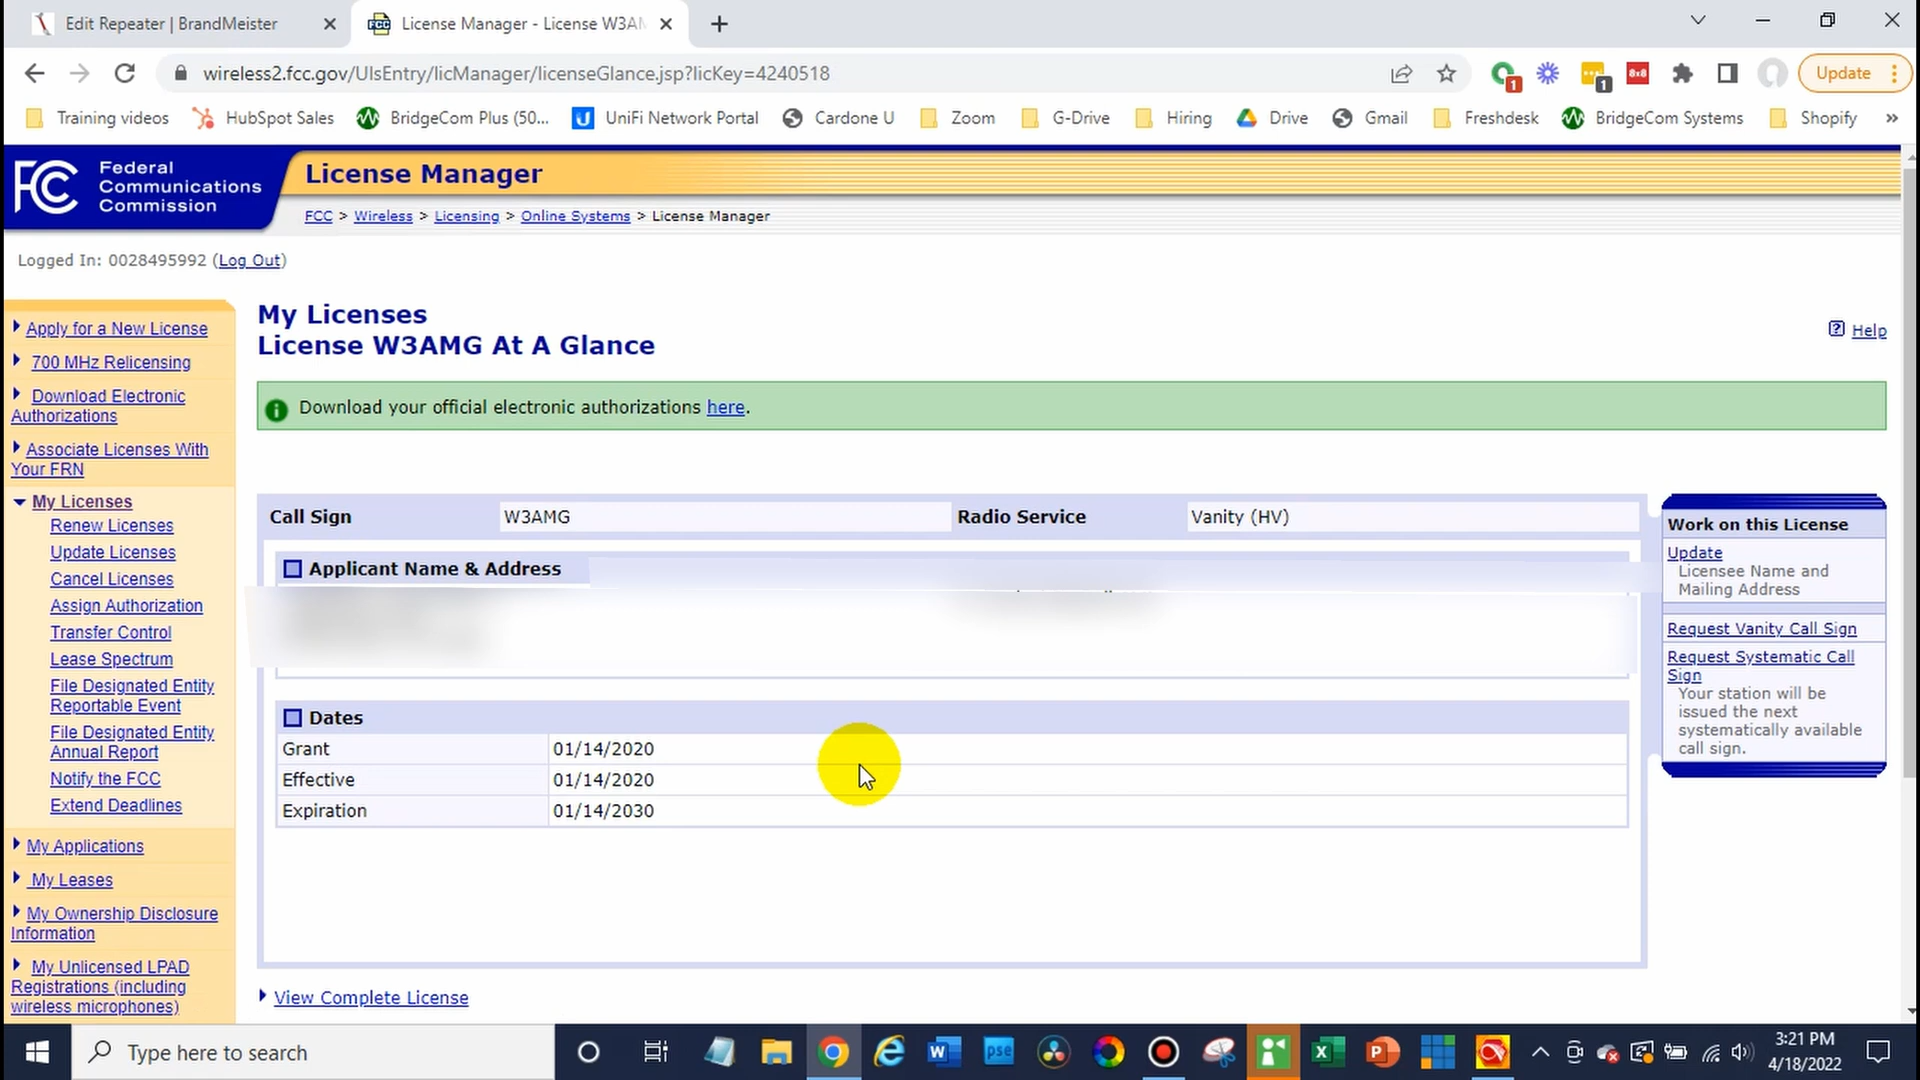 Edit Repeater | BrandMeister
License Manager - License W3AM
wireless2.fcc.gov/UlsEntry/licManager/licenseGlance.jsp?licKey=4240518
1
1
8x8
Update
Training videos
HubSpot Sales
BridgeCom Plus (50...
UniFi Network Portal
Cardone U
Zoom
G-Drive
Hiring
Drive
Gmail
Freshdesk
BridgeCom Systems
Shopify
»
FCC
Federal
Communications
Commission
License Manager
FCC > Wireless > Licensing > Online Systems > License Manager
Logged In: 0028495992 (Log Out)
Apply for a New License
700 MHz Relicensing
Download Electronic
Authorizations
Associate Licenses With
Your FRN
My Licenses
Renew Licenses
Update Licenses
Cancel Licenses
Assign Authorization
Transfer Control
Lease Spectrum
File Designated Entity
Reportable Event
File Designated Entity
Annual Report
Notify the FCC
Extend Deadlines
My Applications
My Leases
My Ownership Disclosure
Information
My Unlicensed LPAD
Registrations (including
wireless microphones)
My Licenses
License W3AMG At A Glance
? Help
Download your official electronic authorizations here.
Call Sign W3AMG Radio Service Vanity (HV)
Applicant Name & Address
Dates
Grant 01/14/2020
Effective 01/14/2020
Expiration 01/14/2030
View Complete License
Work on this License
Update
Licensee Name and
Mailing Address
Request Vanity Call Sign
Request Systematic Call
Sign
Your station will be
issued the next
systematically available
call sign.
Type here to search
pse
3:21 PM
4/18/2022